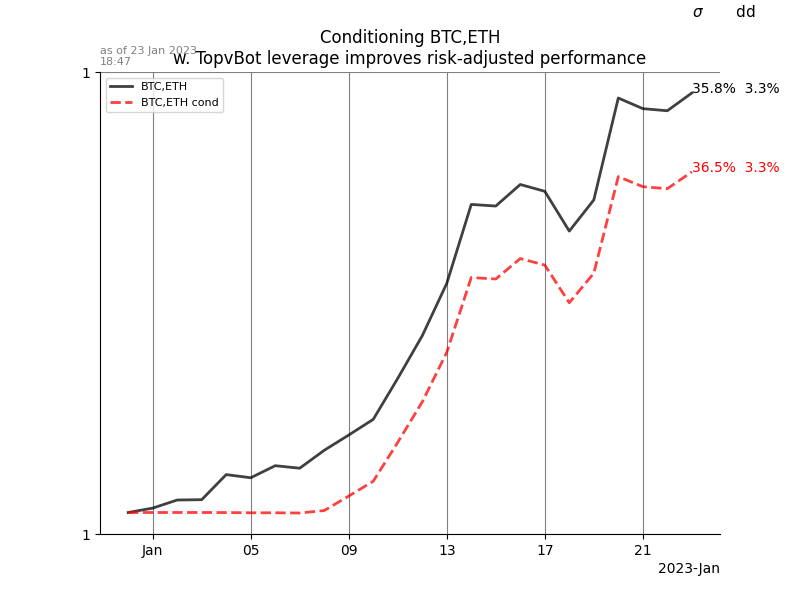 σ dd
Conditioning BTC,ETH
w. TopvBot leverage improves risk-adjusted performance
as of 23 Jan 2023
18:47
1
BTC,ETH
BTC,ETH cond
35.8% 3.3%
36.5% 3.3%
1
Jan 05 09 13 17 21
2023-Jan